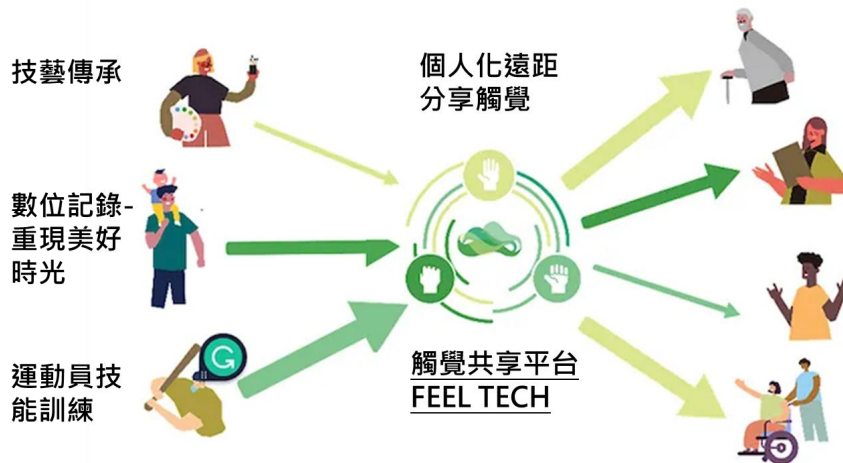 技藝傳承
個人化遠距
分享觸覺
數位記錄-
重現美好
時光
運動員技
能訓練
觸覺共享平台
FEEL TECH